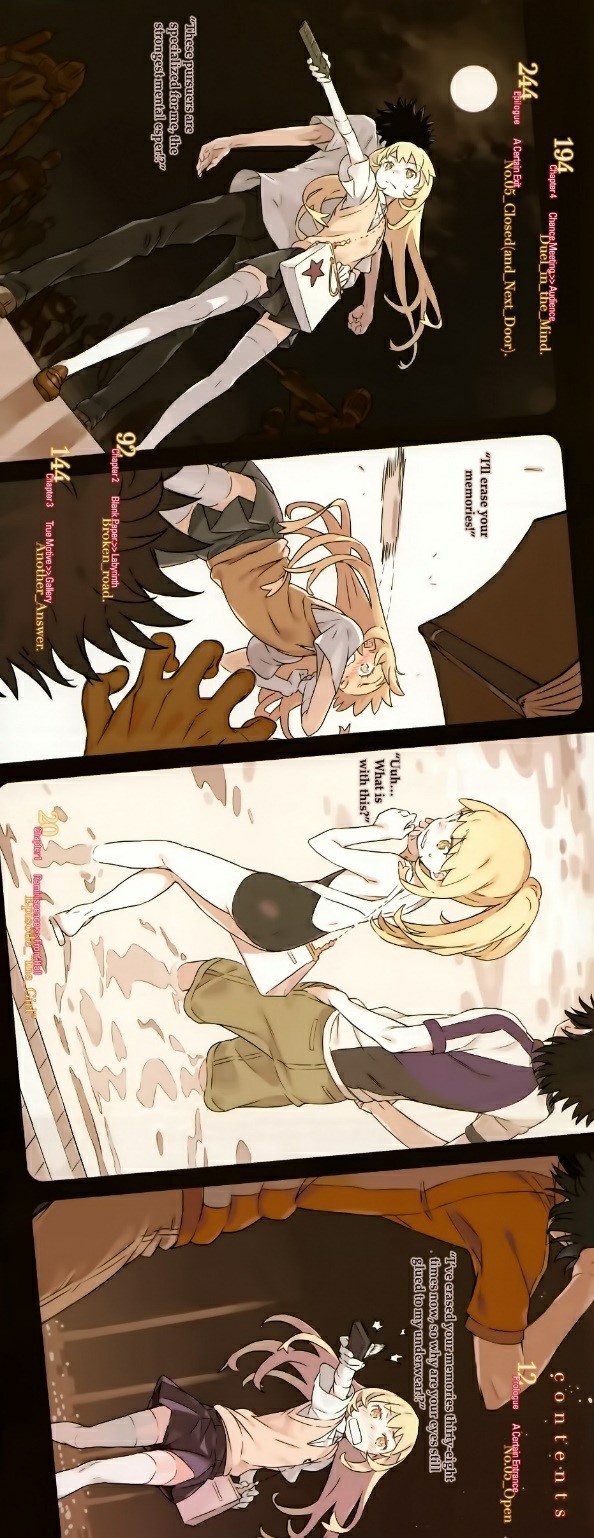 contents
12 Prologue A Certain Entrance
No.05_Open
"I've erased your memories thirty-eight
times now, so why are your eyes still
glued to my underwear!?"
20 Chapter 1
"Uuh...
What is
with this?"
"I'll erase your
memories!"
92 Chapter 2 Blank Paper >> Labyrinth
Broken_road.
144 Chapter 3 True Motive >> Gallery
Another_Answer.
194 Chapter 4 Chance Meeting >> Audience
Duel_in_the_Mind.
244 Epilogue A Certain Exit
No.05_Closed(and_Next_Door).
"These pursuers are
specialized for me, the
strongest mental esper!?"